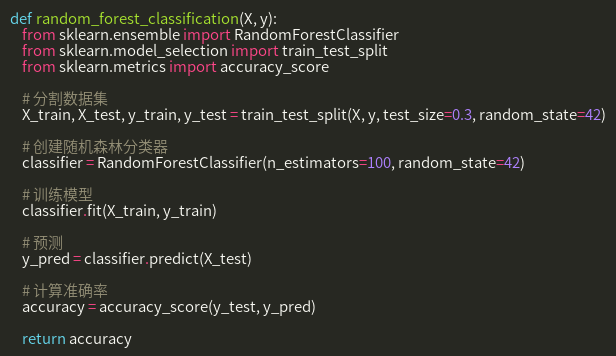 def random_forest_classification(X, y):
    from sklearn.ensemble import RandomForestClassifier
    from sklearn.model_selection import train_test_split
    from sklearn.metrics import accuracy_score

    # 分割数据集
    X_train, X_test, y_train, y_test = train_test_split(X, y, test_size=0.3, random_state=42)

    # 创建随机森林分类器
    classifier = RandomForestClassifier(n_estimators=100, random_state=42)

    # 训练模型
    classifier.fit(X_train, y_train)

    # 预测
    y_pred = classifier.predict(X_test)

    # 计算准确率
    accuracy = accuracy_score(y_test, y_pred)

    return accuracy